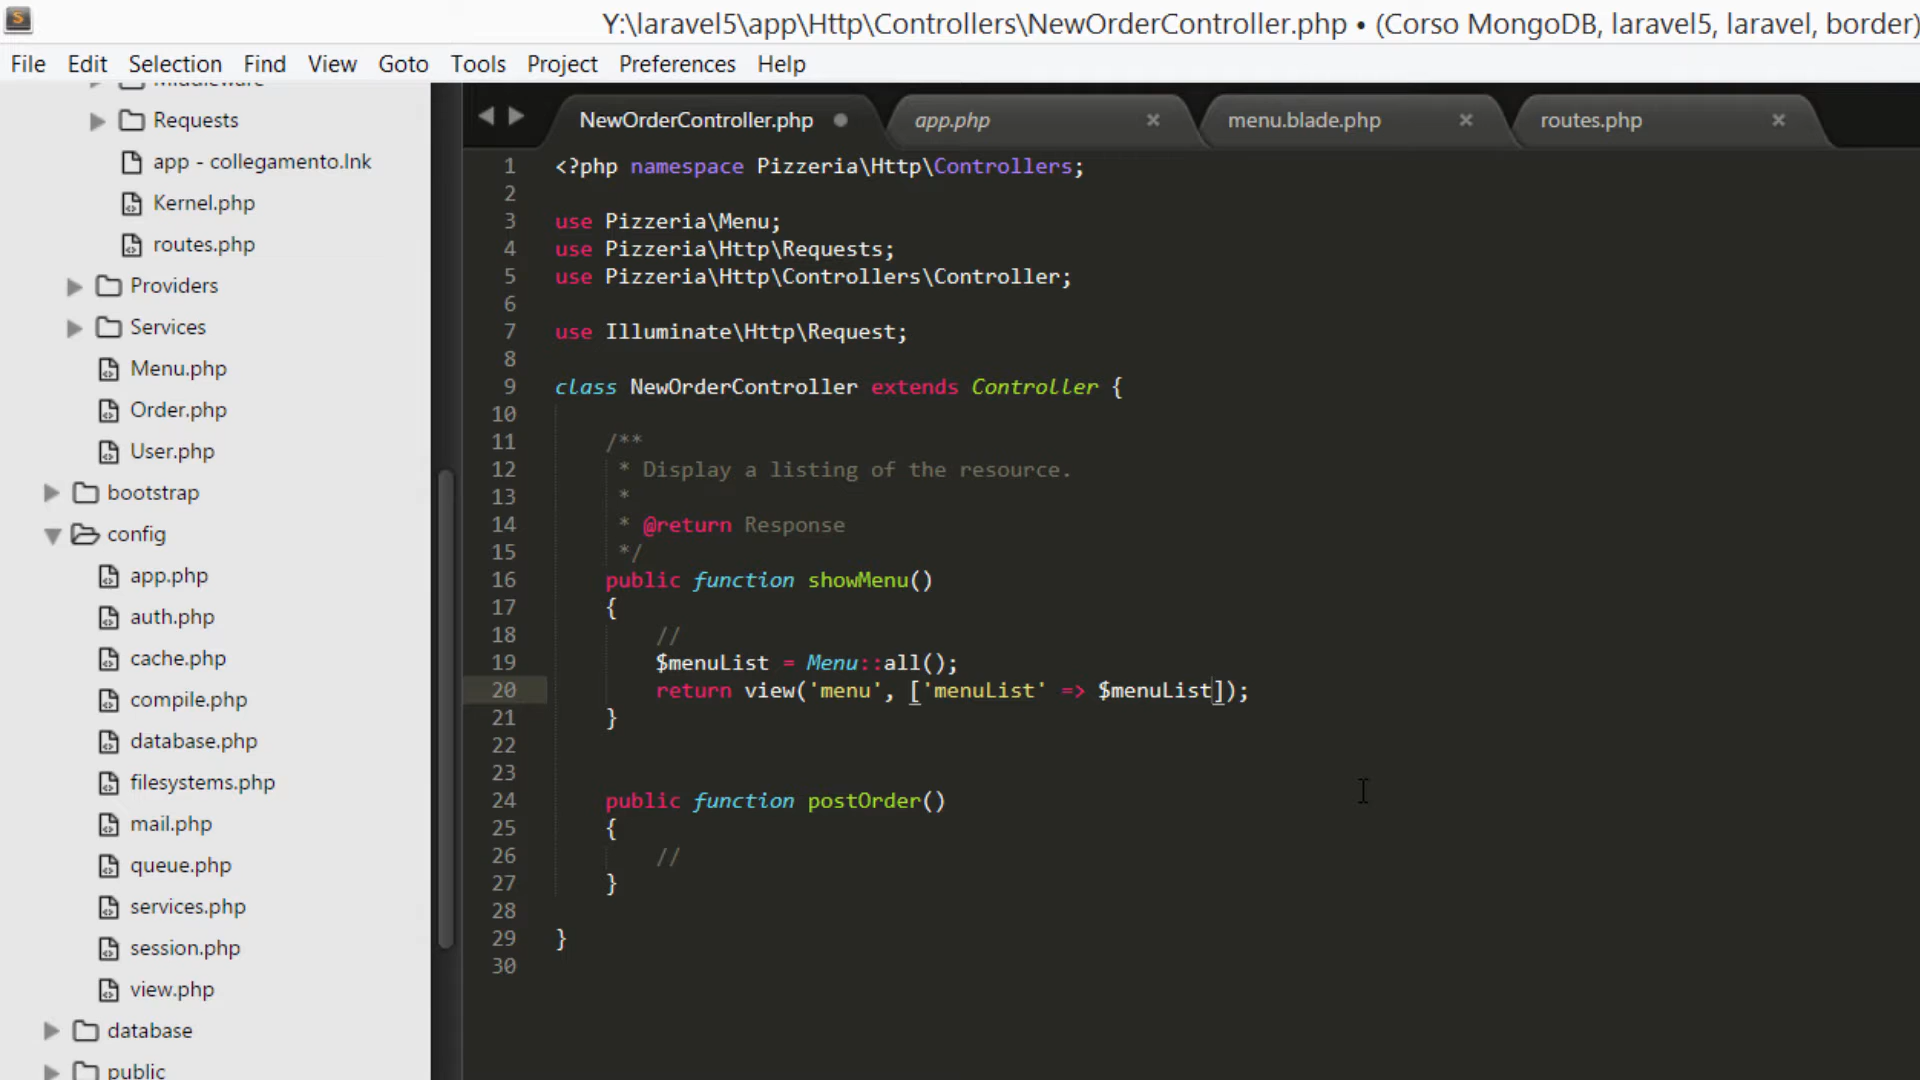 Y:\laravel5\app\Http\Controllers\NewOrderController.php • (Corso MongoDB, laravel5, laravel, border)
File Edit Selection Find View Goto Tools Project Preferences Help
Middleware
Requests
app - collegamento.lnk
Kernel.php
routes.php
Providers
Services
Menu.php
Order.php
User.php
bootstrap
config
app.php
auth.php
cache.php
compile.php
database.php
filesystems.php
mail.php
queue.php
services.php
session.php
view.php
database
public
NewOrderController.php app.php menu.blade.php routes.php
1 <?php namespace Pizzeria\Http\Controllers;
2
3 use Pizzeria\Menu;
4 use Pizzeria\Http\Requests;
5 use Pizzeria\Http\Controllers\Controller;
6
7 use Illuminate\Http\Request;
8
9 class NewOrderController extends Controller {
10
11 /**
12 * Display a listing of the resource.
13 *
14 * @return Response
15 */
16 public function showMenu()
17 {
18 //
19 $menuList = Menu::all();
20 return view('menu', ['menuList' => $menuList]);
21 }
22
23
24 public function postOrder()
25 {
26 //
27 }
28
29 }
30